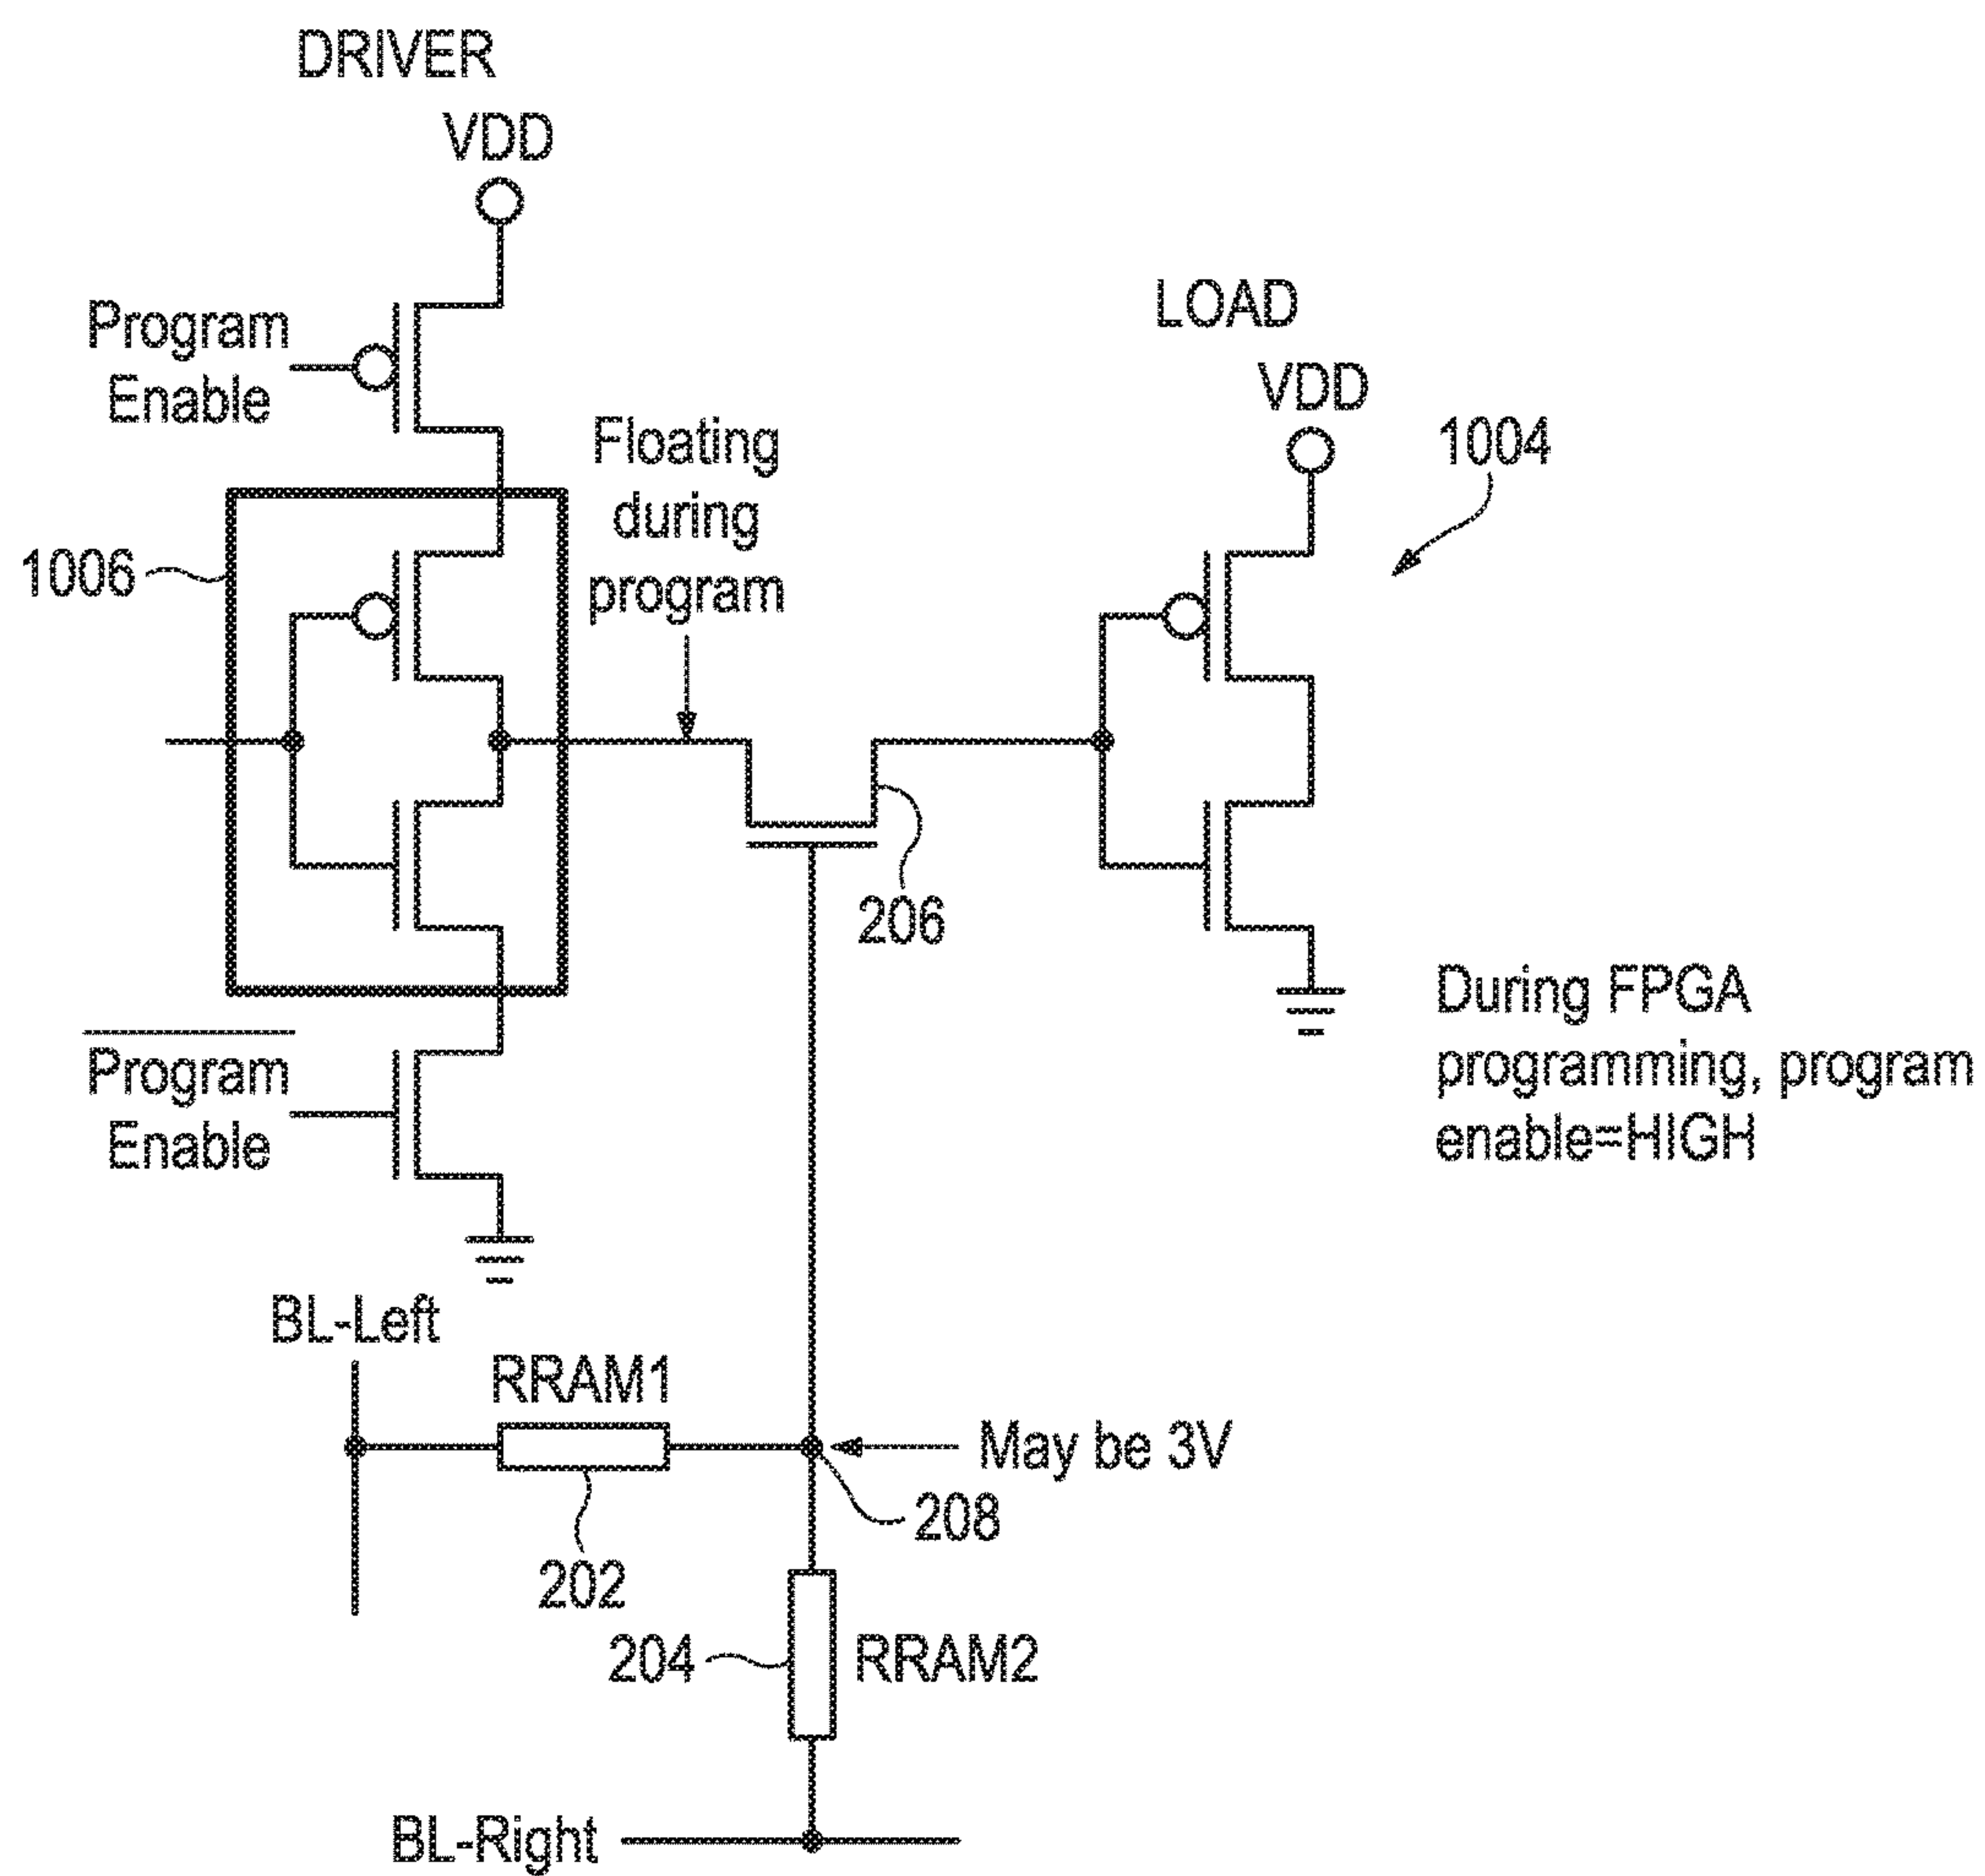 DRIVER
VDD
Program
Enable
LOAD
VDD
1004
Floating
during
program
1006
206
During FPGA
programming, program
enable=HIGH
Program
Enable
BL-Left
RRAM1
May be 3V
208
202
204
RRAM2
BL-Right